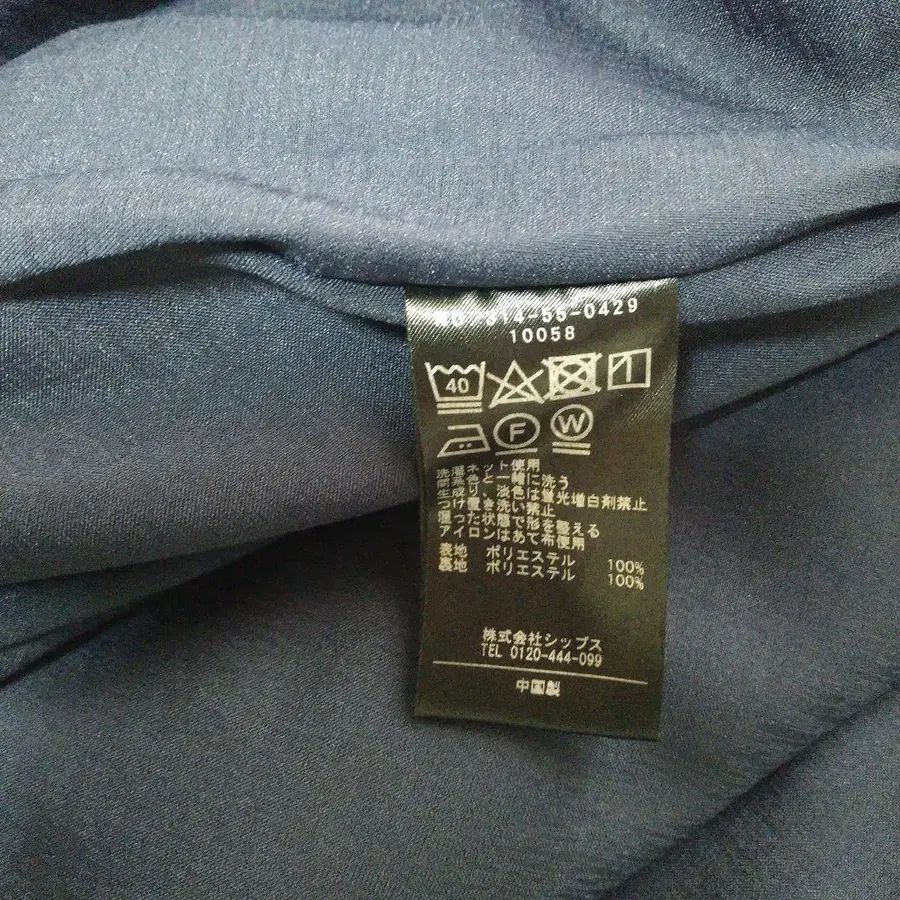 514-55-0429
10058
40
F
W
洗濯ネット使用
同系色と一緒に洗う
生成り、淡色は蛍光増白剤禁止
つけ置き洗い禁止
湿った状態で形を整える
アイロンはあて布使用
表地 ポリエステル 100%
裏地 ポリエステル 100%
株式会社シップス
TEL 0120-444-099
中国製